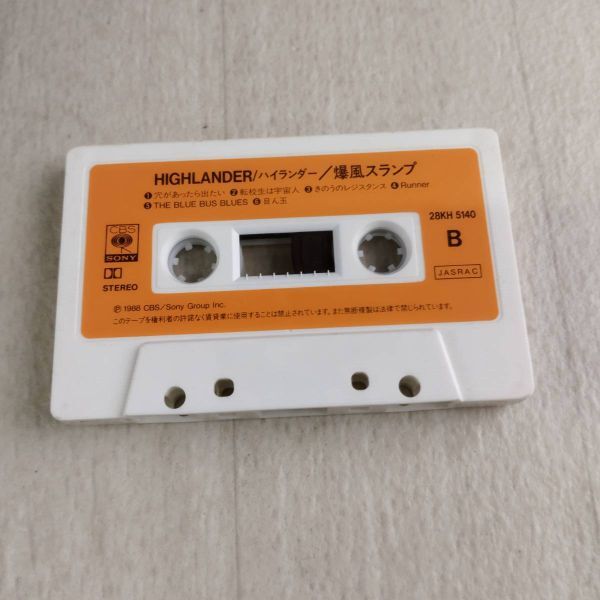 HIGHLANDER/ハイランダー/爆風スランプ
❶穴があったら出たい ❷転校生は宇宙人 ❸きのうのレジスタンス ❹Runner
❺THE BLUE BUS BLUES ❻目ん玉
CBS
SONY
28KH 5140
B
STEREO
JASRAC
Ⓟ1988 CBS/Sony Group Inc.
このテープを権利者の許諾なく賃貸業に使用することは禁止されています。また無断複製は法律で禁じられています。